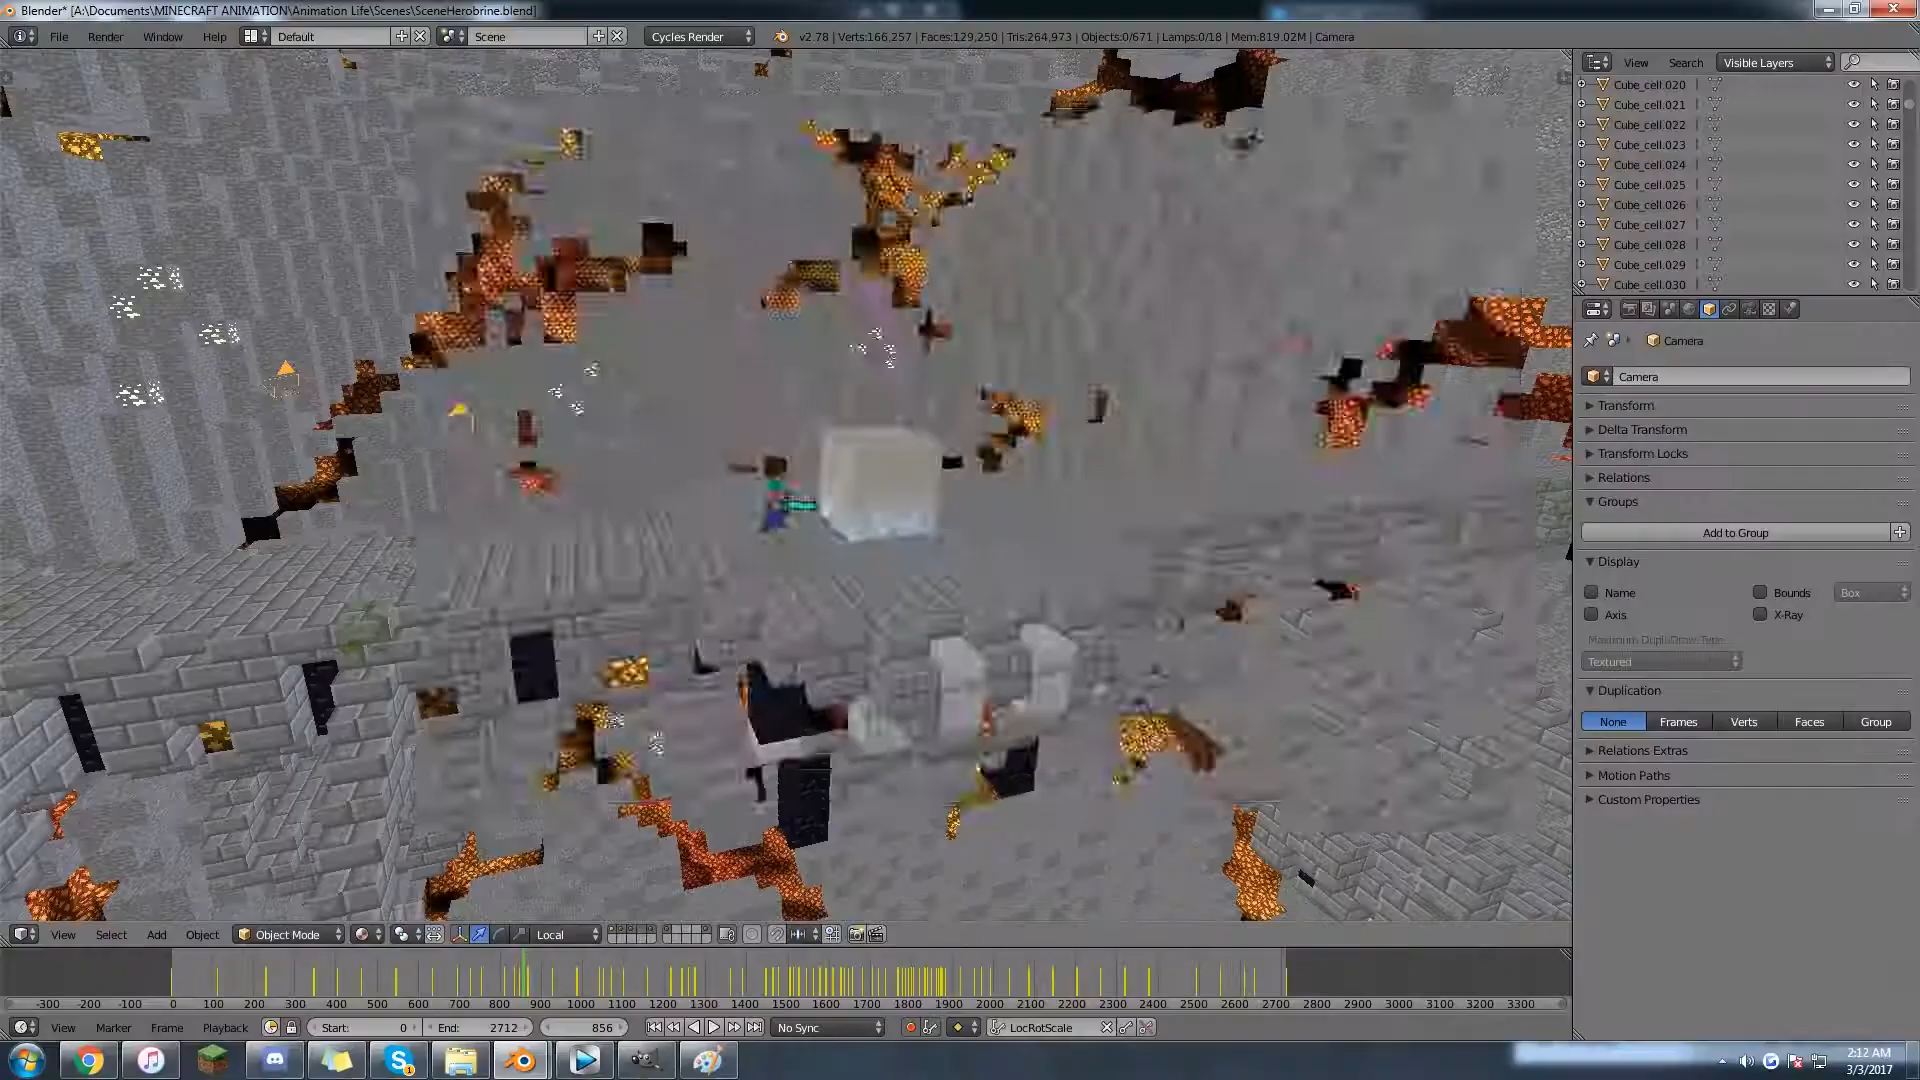 Blender* [A:\Documents\MINECRAFT ANIMATION\Animation Life\Scenes\SceneHerobrine.blend]
File Render Window Help Default Scene Cycles Render v2.78 | Verts:166,257 | Faces:129,250 | Tris:264,973 | Objects:0/671 | Lamps:0/18 | Mem:819.02M | Camera
View Search Visible Layers
Cube_cell.020
Cube_cell.021
Cube_cell.022
Cube_cell.023
Cube_cell.024
Cube_cell.025
Cube_cell.026
Cube_cell.027
Cube_cell.028
Cube_cell.029
Cube_cell.030
Camera
Camera
Transform
Delta Transform
Transform Locks
Relations
Groups
Add to Group
Display
Name Bounds Box
Axis X-Ray
Maximum Dupli Draw Type:
Textured
Duplication
None Frames Verts Faces Group
Relations Extras
Motion Paths
Custom Properties
View Select Add Object Object Mode Local
-300 -200 -100 0 100 200 300 400 500 600 700 800 900 1000 1100 1200 1300 1400 1500 1600 1700 1800 1900 2000 2100 2200 2300 2400 2500 2600 2700 2800 2900 3000 3100 3200 3300
View Marker Frame Playback Start: 0 End: 2712 856 No Sync LocRotScale
2:12 AM
3/3/2017